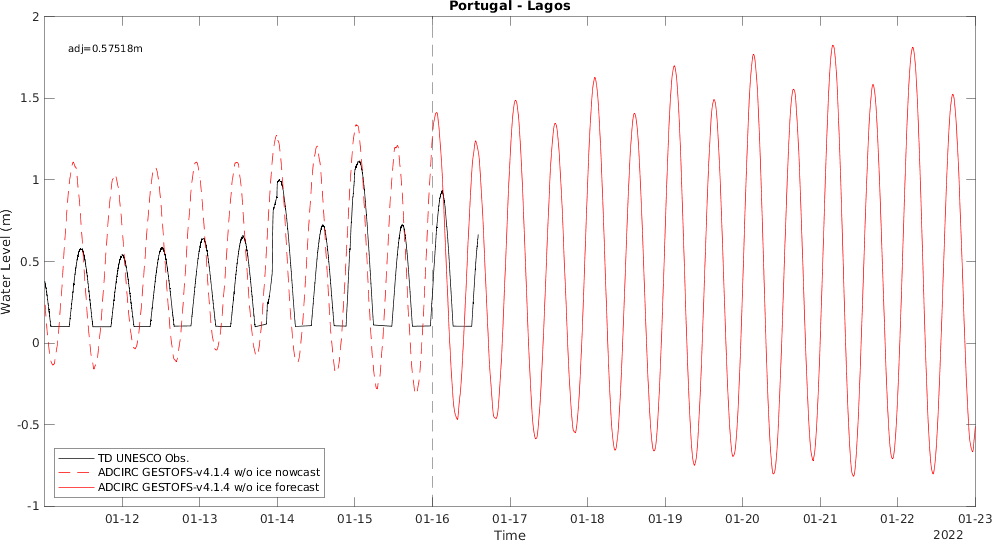 Portugal - Lagos
adj=0.57518m
Water Level (m)
2
1.5
1
0.5
0
-0.5
-1
TD UNESCO Obs.
ADCIRC GESTOFS-v4.1.4 w/o ice nowcast
ADCIRC GESTOFS-v4.1.4 w/o ice forecast
01-12 01-13 01-14 01-15 01-16 01-17 01-18 01-19 01-20 01-21 01-22 01-23
Time
2022